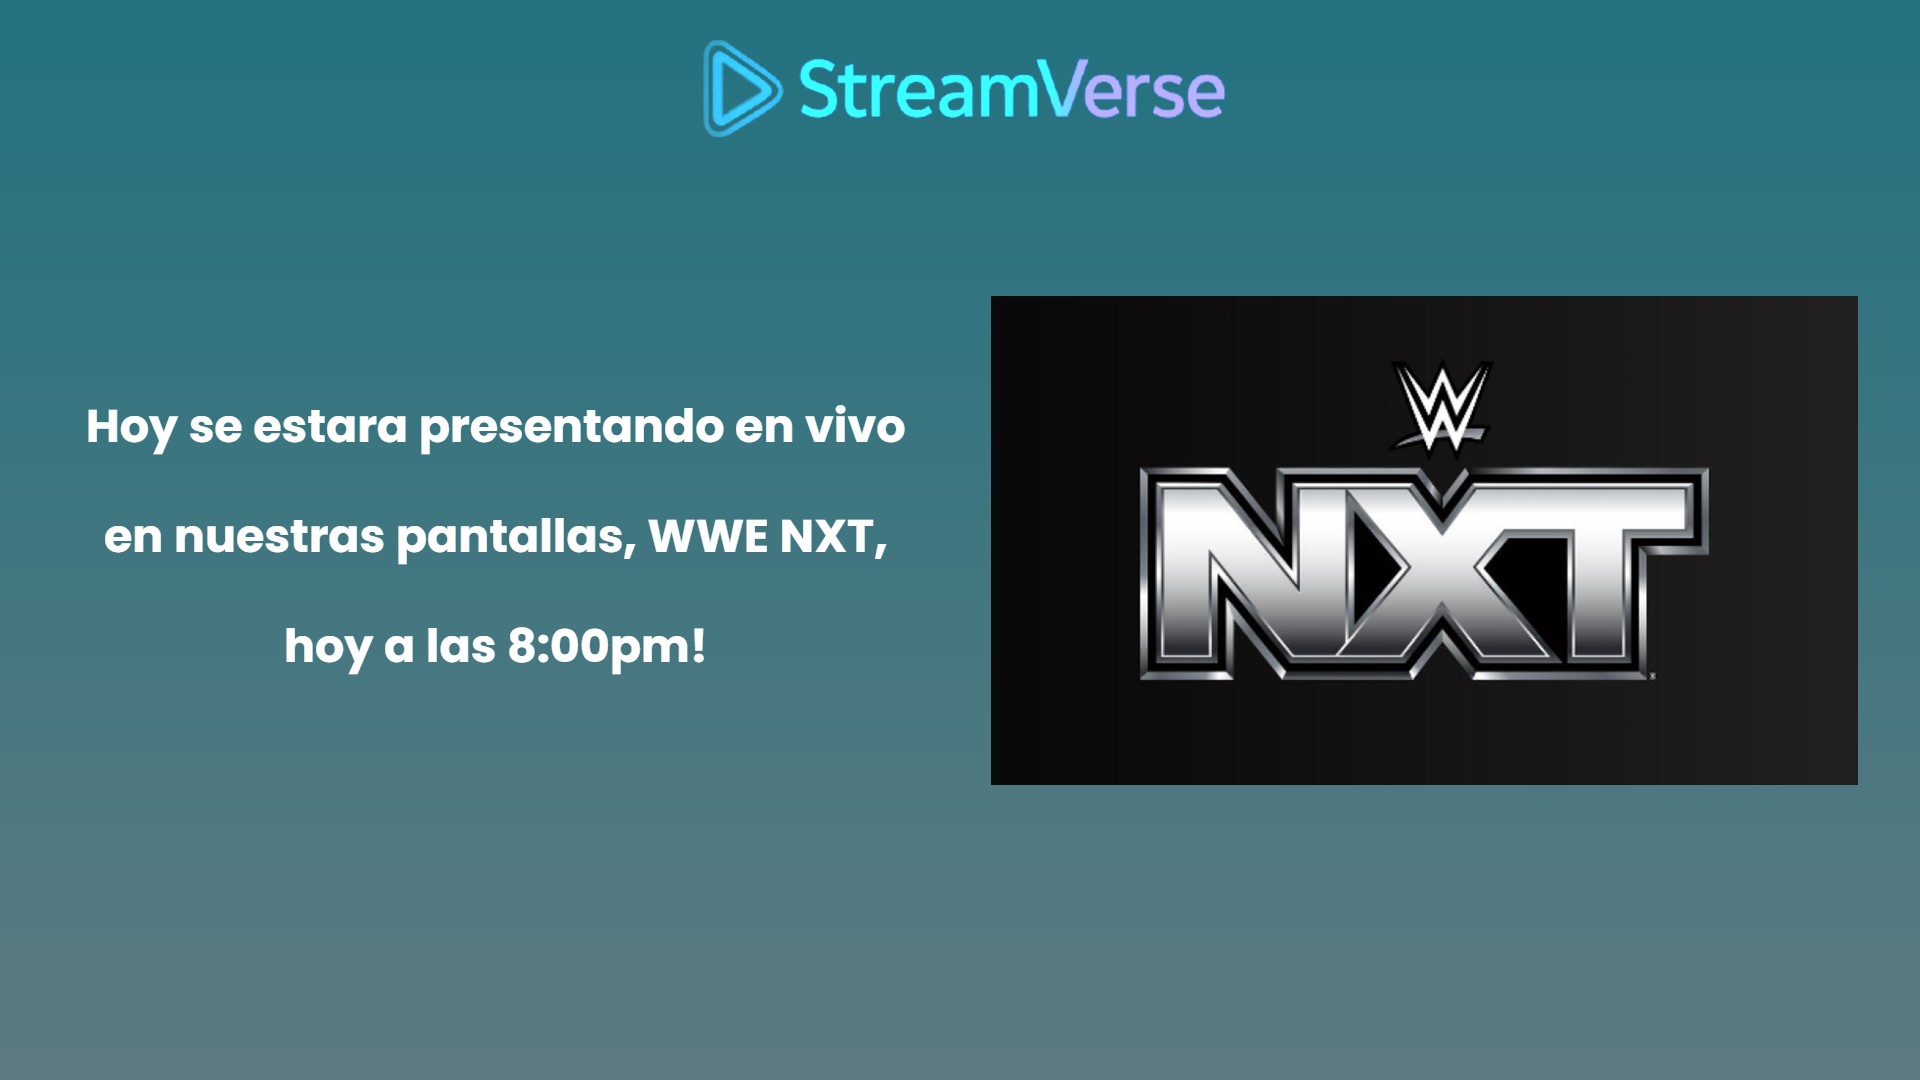 StreamVerse
Hoy se estara presentando en vivo
en nuestras pantallas, WWE NXT,
hoy a las 8:00pm!
W
NXT